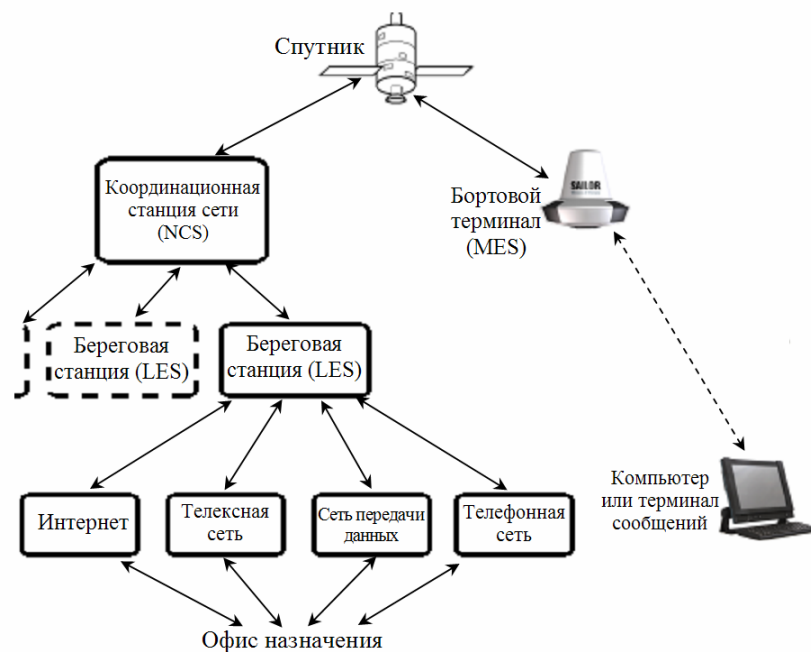 Спутник
Координационная
станция сети
(NCS)
SAILOR
Бортовой
терминал
(MES)
Береговая
станция (LES)
Береговая
станция (LES)
Компьютер
или терминал
сообщений
Интернет
Телексная
сеть
Сеть передачи
данных
Телефонная
сеть
Офис назначения